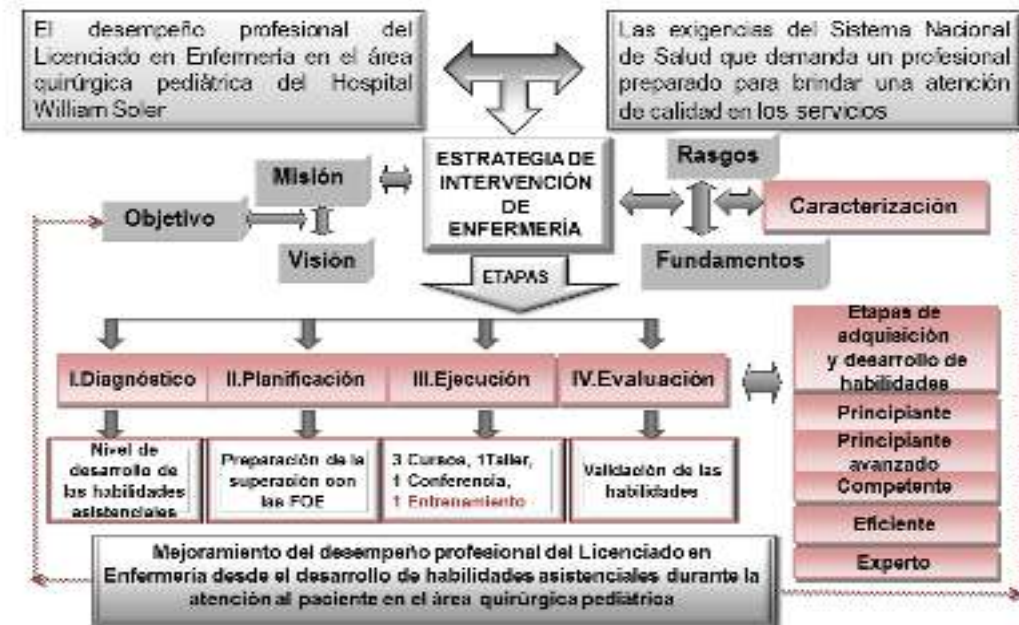 El desempeño profesional del
Licenciado en Enfermería en el área
quirúrgica pediátrica del Hospital
William Soler
Las exigencias del Sistema Nacional
de Salud que demanda un profesional
preparado para brindar una atención
de calidad en los servicios
ESTRATEGIA DE
INTERVENCIÓN
DE
ENFERMERÍA
Misión
Objetivo
Visión
Rasgos
Caracterización
Fundamentos
ETAPAS
I.Diagnóstico
II.Planificación
III.Ejecución
IV.Evaluación
Nivel de
desarrollo de
las habilidades
asistenciales
Preparación de la
superación con
las FOE
3 Cursos, 1Taller,
1 Conferencia,
1 Entrenamiento
Validación de las
habilidades
Etapas de
adquisición
y desarrollo de
habilidades
Principiante
Principiante
avanzado
Competente
Eficiente
Experto
Mejoramiento del desempeño profesional del Licenciado en
Enfermería desde el desarrollo de habilidades asistenciales durante la
atención al paciente en el área quirúrgica pediátrica